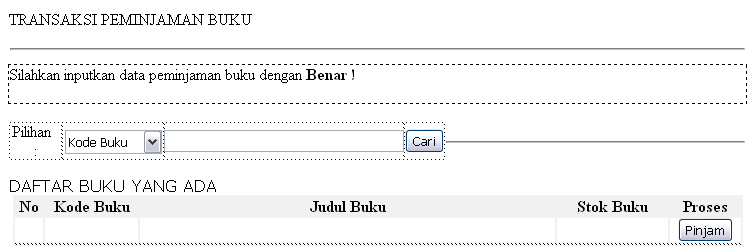 TRANSAKSI PEMINJAMAN BUKU
Silahkan inputkan data peminjaman buku dengan Benar !
Pilihan
:
Kode Buku
Cari
DAFTAR BUKU YANG ADA
No Kode Buku Judul Buku Stok Buku Proses
Pinjam